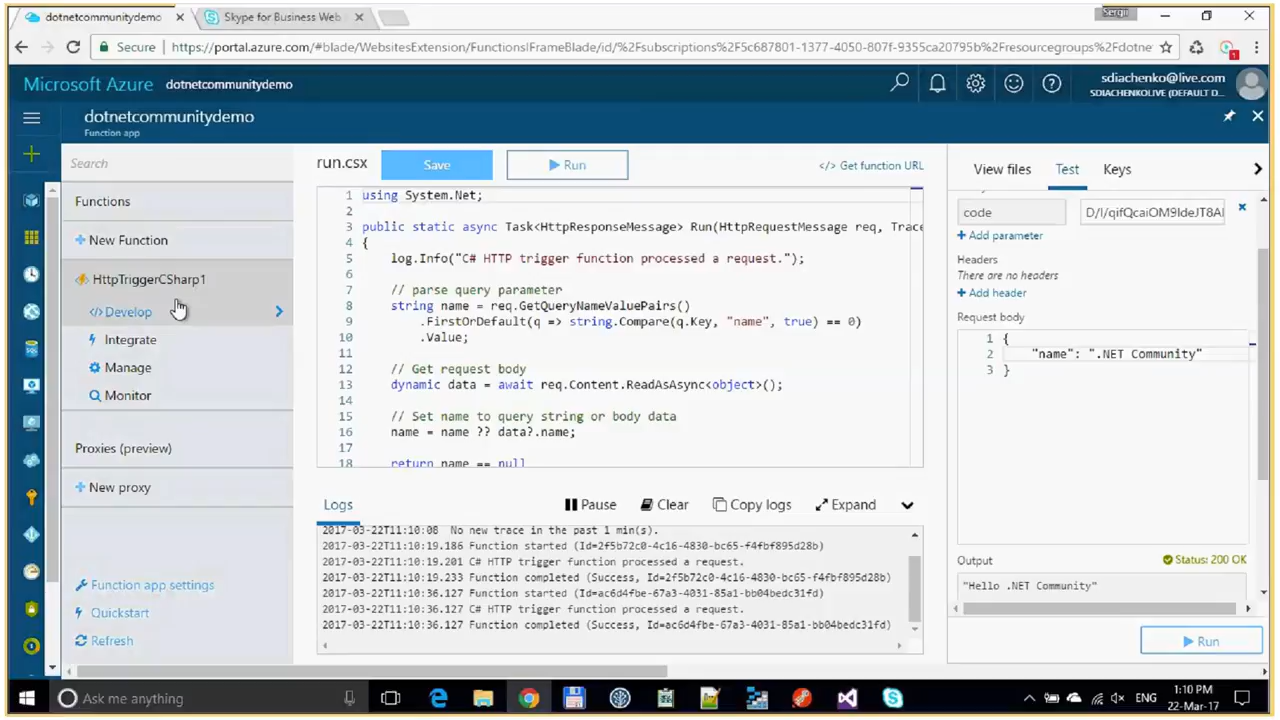 dotnetcommunitydemo
Skype for Business Web
Sergii
Secure
https://portal.azure.com/#blade/WebsitesExtension/FunctionsIFrameBlade/id/%2Fsubscriptions%2F5c687801-1377-4050-807f-9355ca20795b%2Fresourcegroups%2Fdotne
1
Microsoft Azure dotnetcommunitydemo
sdiachenko@live.com
SDIACHENKOLIVE (DEFAULT D...
dotnetcommunitydemo
Function app
Search
Functions
+ New Function
HttpTriggerCSharp1
</> Develop
Integrate
Manage
Monitor
Proxies (preview)
+ New proxy
Function app settings
Quickstart
Refresh
run.csx
Save
Run
</> Get function URL
1 using System.Net;
2
3 public static async Task<HttpResponseMessage> Run(HttpRequestMessage req, Trace
4 {
5 log.Info("C# HTTP trigger function processed a request.");
6
7 // parse query parameter
8 string name = req.GetQueryNameValuePairs()
9 .FirstOrDefault(q => string.Compare(q.Key, "name", true) == 0)
10 .Value;
11
12 // Get request body
13 dynamic data = await req.Content.ReadAsAsync<object>();
14
15 // Set name to query string or body data
16 name = name ?? data?.name;
17
18 return name == null
Logs
Pause
Clear
Copy logs
Expand
2017-03-22T11:10:08 No new trace in the past 1 min(s).
2017-03-22T11:10:19.186 Function started (Id=2f5b72c0-4c16-4830-bc65-f4fbf895d28b)
2017-03-22T11:10:19.201 C# HTTP trigger function processed a request.
2017-03-22T11:10:19.233 Function completed (Success, Id=2f5b72c0-4c16-4830-bc65-f4fbf895d28b)
2017-03-22T11:10:36.127 Function started (Id=ac6d4fbe-67a3-4031-85a1-bb04bedc31fd)
2017-03-22T11:10:36.127 C# HTTP trigger function processed a request.
2017-03-22T11:10:36.127 Function completed (Success, Id=ac6d4fbe-67a3-4031-85a1-bb04bedc31fd)
View files
Test
Keys
code
D/I/qifQcaiOM9IdeJT8Al
+ Add parameter
Headers
There are no headers
+ Add header
Request body
1 {
2 "name": ".NET Community"
3 }
Output
Status: 200 OK
"Hello .NET Community"
Run
Ask me anything
ENG
1:10 PM
22-Mar-17